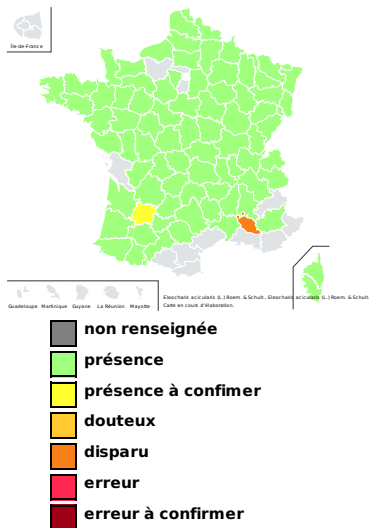 Île-de-France
Guadeloupe Martinique Guyane La Réunion Mayotte
Eleocharis acicularis (L.) Roem. & Schult., Eleocharis acicularis (L.) Roem. & Schult.
Carte en cours d'élaboration.
non renseignée
présence
présence à confimer
douteux
disparu
erreur
erreur à confirmer